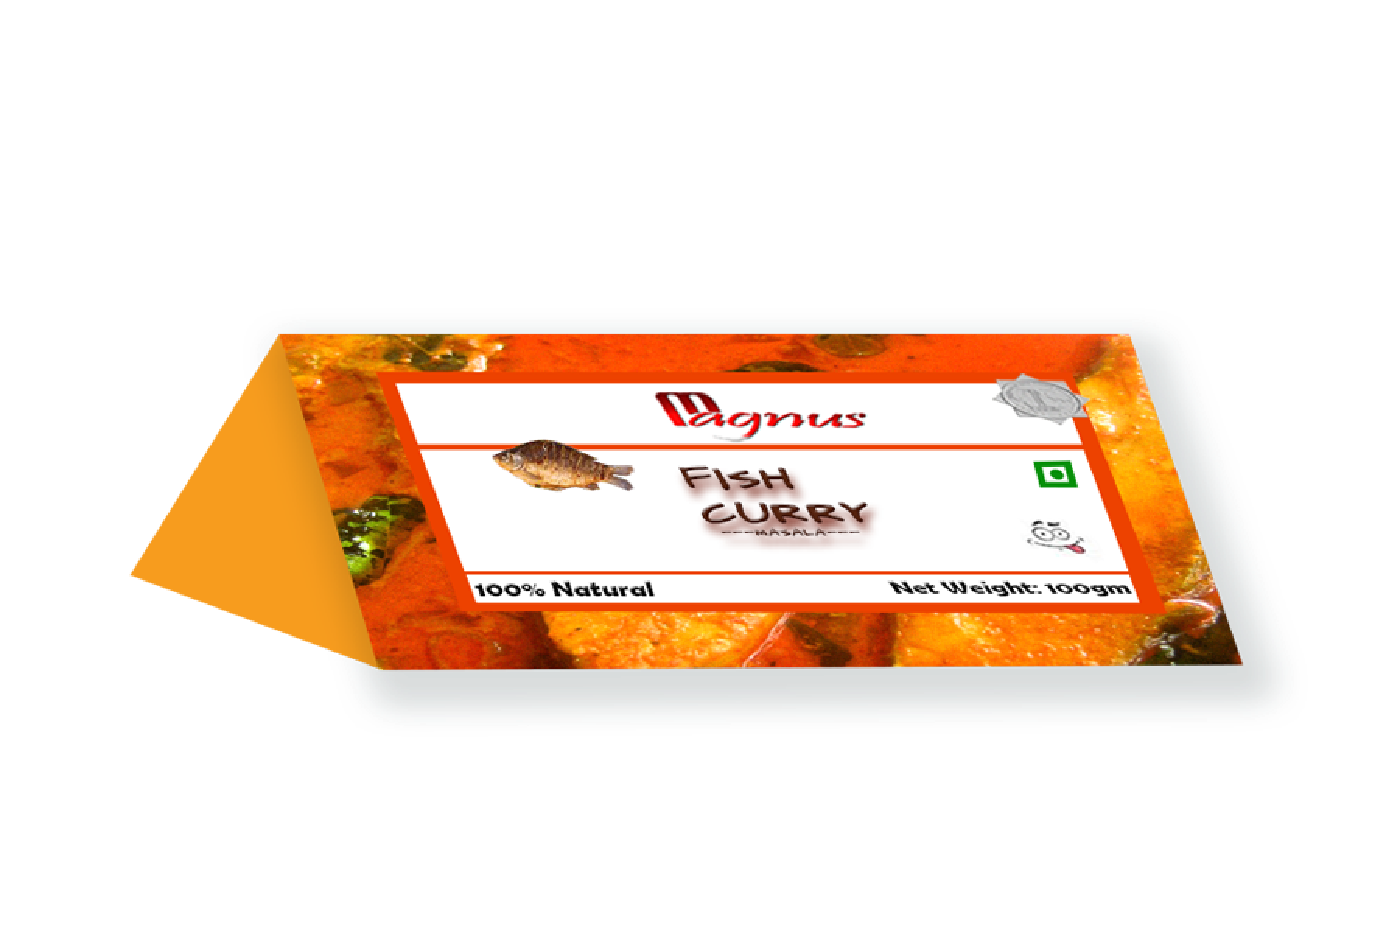 Magnus
FISH
CURRY
---MASALA---
100% Natural
Net Weight: 100gm